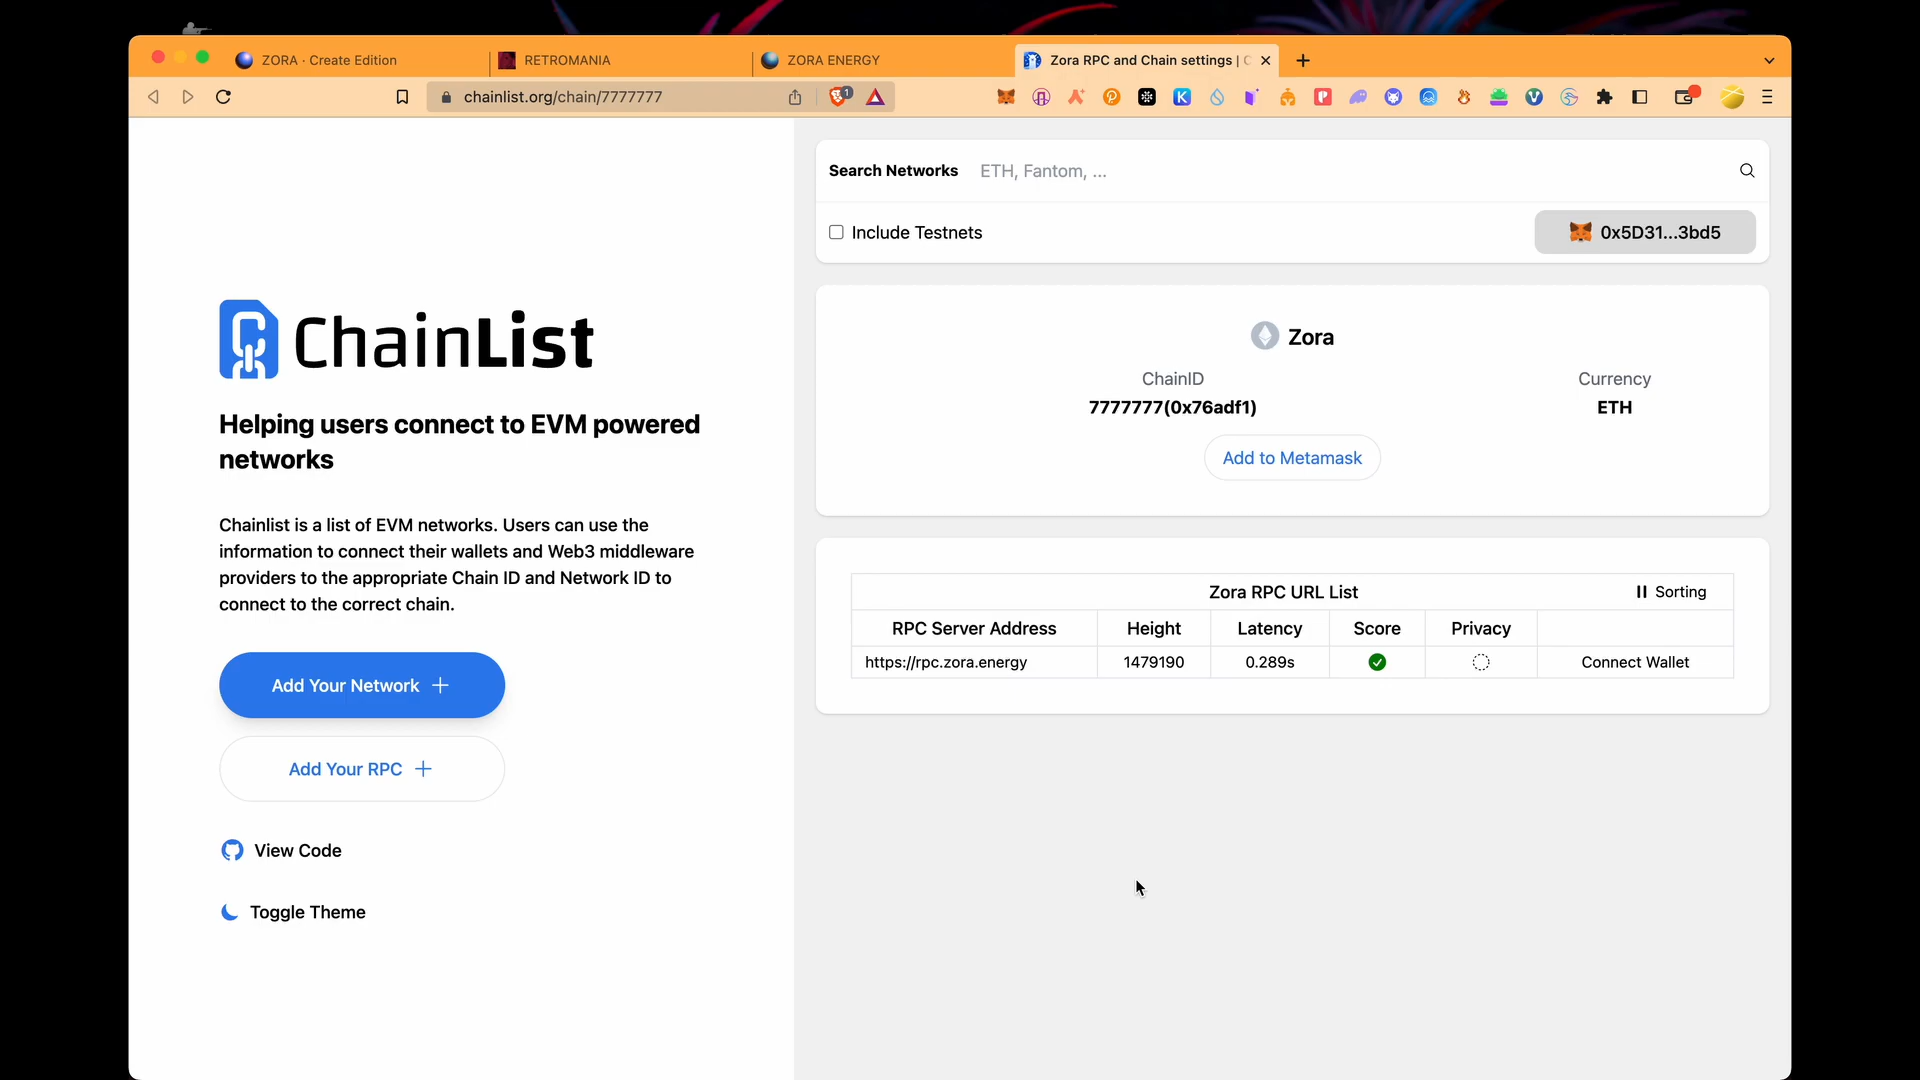 ZORA · Create Edition
RETROMANIA
ZORA ENERGY
Zora RPC and Chain settings |
chainlist.org/chain/7777777
1
ChainList
Helping users connect to EVM powered
networks
Chainlist is a list of EVM networks. Users can use the
information to connect their wallets and Web3 middleware
providers to the appropriate Chain ID and Network ID to
connect to the correct chain.
Add Your Network
Add Your RPC
View Code
Toggle Theme
Search Networks ETH, Fantom, ...
Include Testnets
0x5D31...3bd5
Zora
ChainID Currency
7777777(0x76adf1) ETH
Add to Metamask
Zora RPC URL List Sorting
RPC Server Address Height Latency Score Privacy
https://rpc.zora.energy 1479190 0.289s Connect Wallet